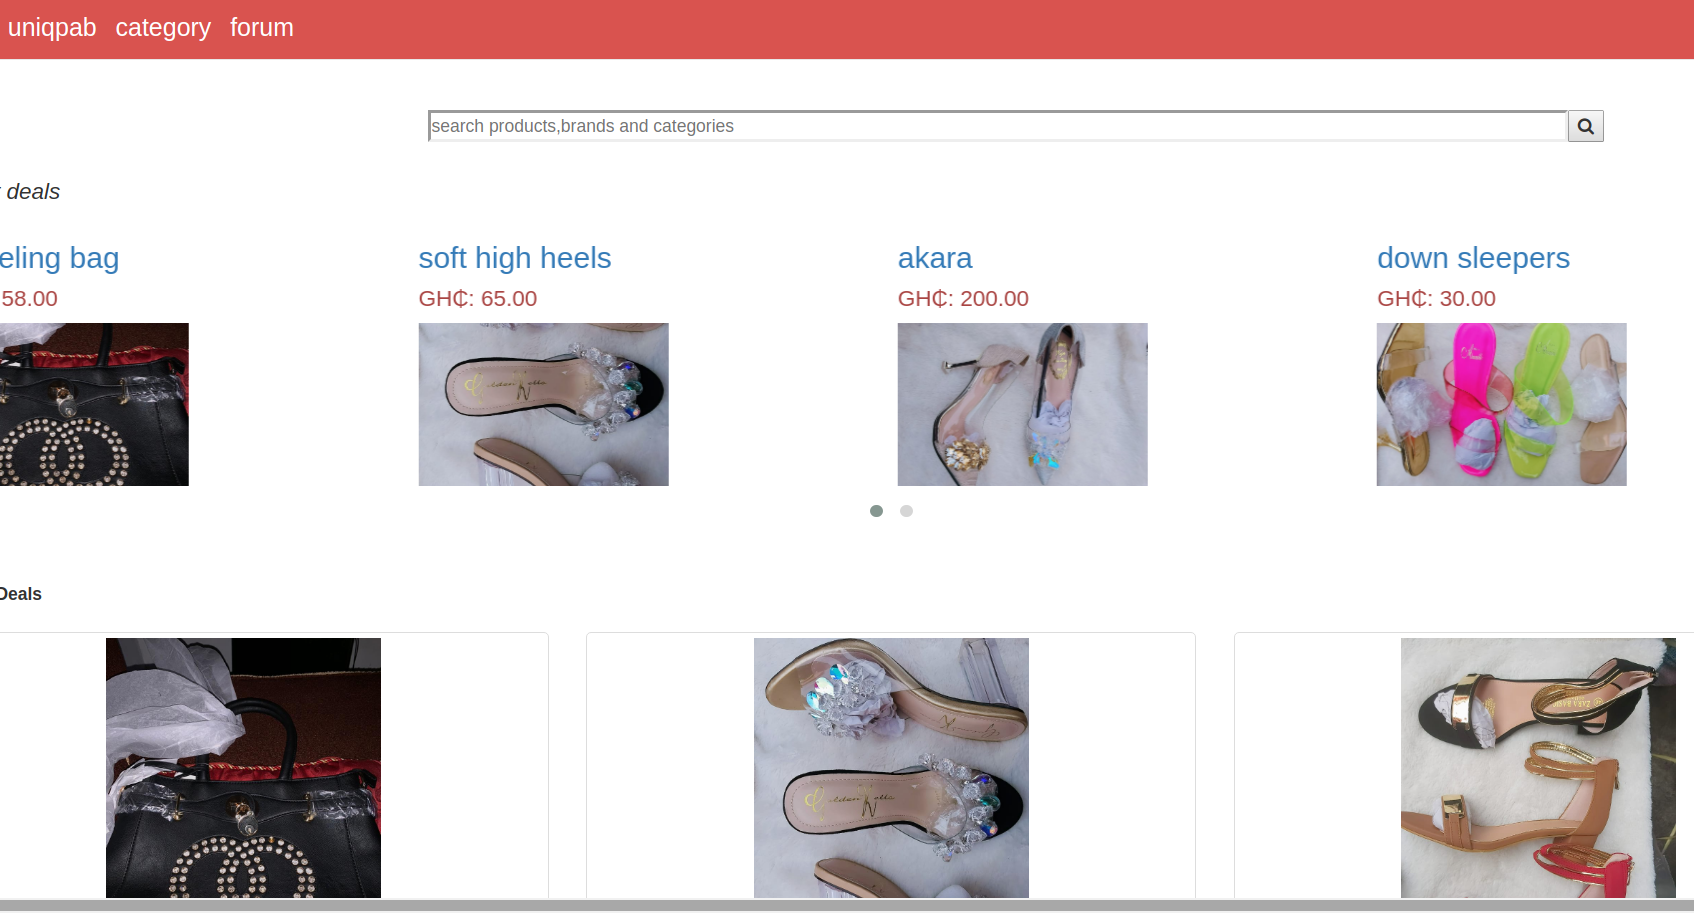 uniqpab category forum
search products,brands and categories
deals
eling bag
58.00
soft high heels
GH₵: 65.00
akara
GH₵: 200.00
down sleepers
GH₵: 30.00
Deals